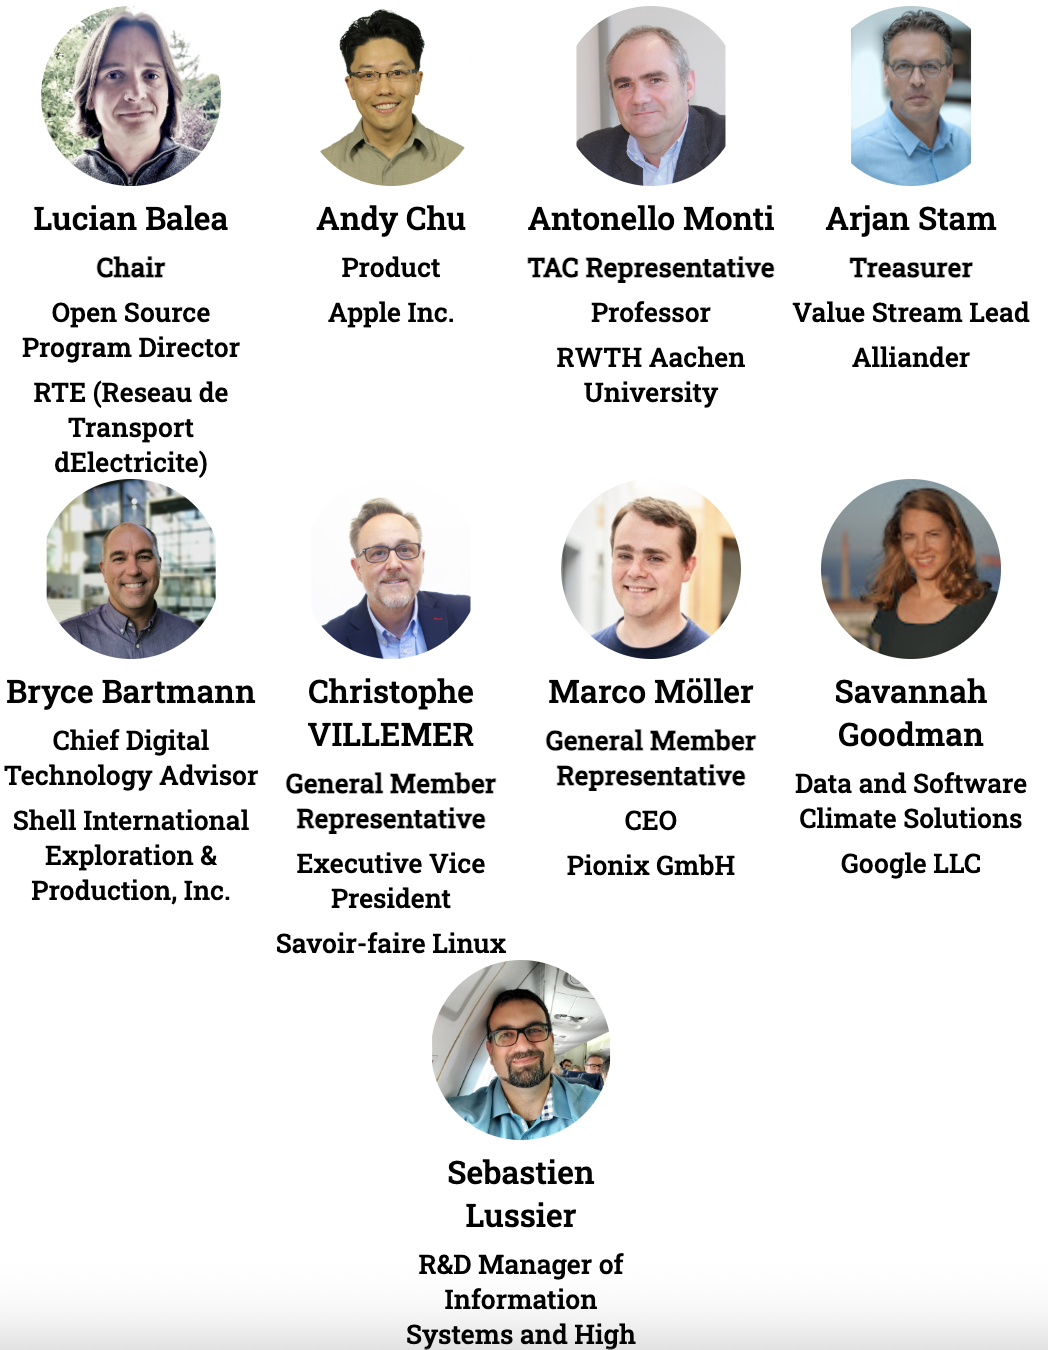 Lucian Balea
Chair
Open Source
Program Director
RTE (Reseau de
Transport
dElectricite)
Andy Chu
Product
Apple Inc.
Antonello Monti
TAC Representative
Professor
RWTH Aachen
University
Arjan Stam
Treasurer
Value Stream Lead
Alliander
Bryce Bartmann
Chief Digital
Technology Advisor
Shell International
Exploration &
Production, Inc.
Christophe
VILLEMER
General Member
Representative
Executive Vice
President
Savoir-faire Linux
Marco Möller
General Member
Representative
CEO
Pionix GmbH
Savannah
Goodman
Data and Software
Climate Solutions
Google LLC
Sebastien
Lussier
R&D Manager of
Information
Systems and High